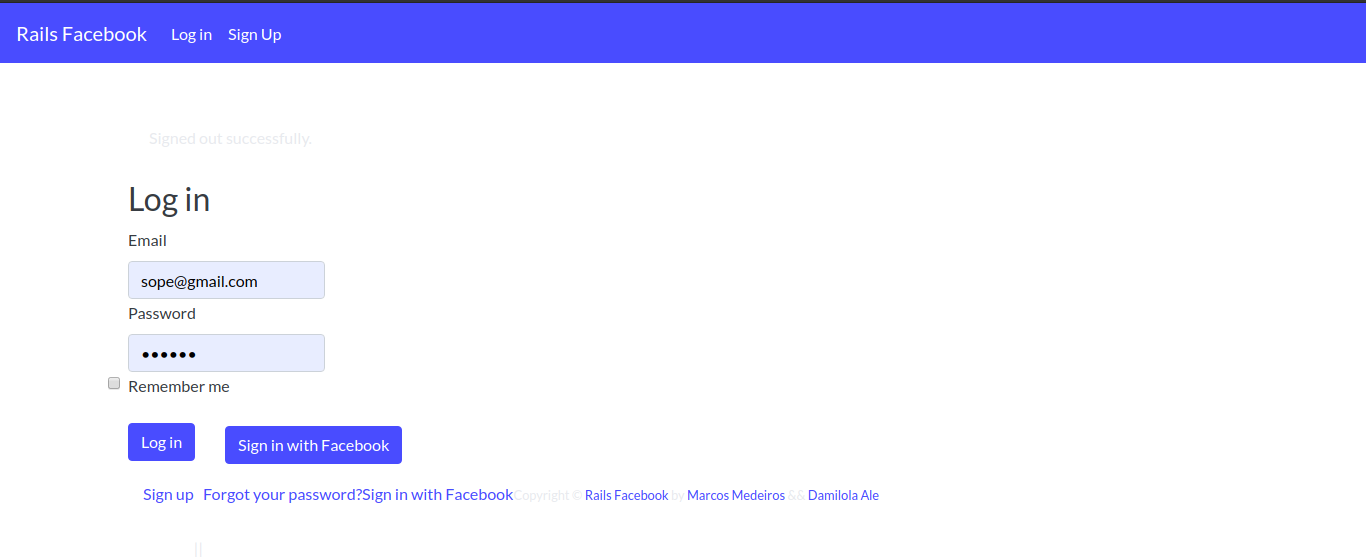 Rails Facebook Log in Sign Up
Signed out successfully.
Log in
Email
sope@gmail.com
Password
••••••
Remember me
Log in Sign in with Facebook
Sign up Forgot your password?Sign in with FacebookCopyright © Rails Facebook by Marcos Medeiros && Damilola Ale
||